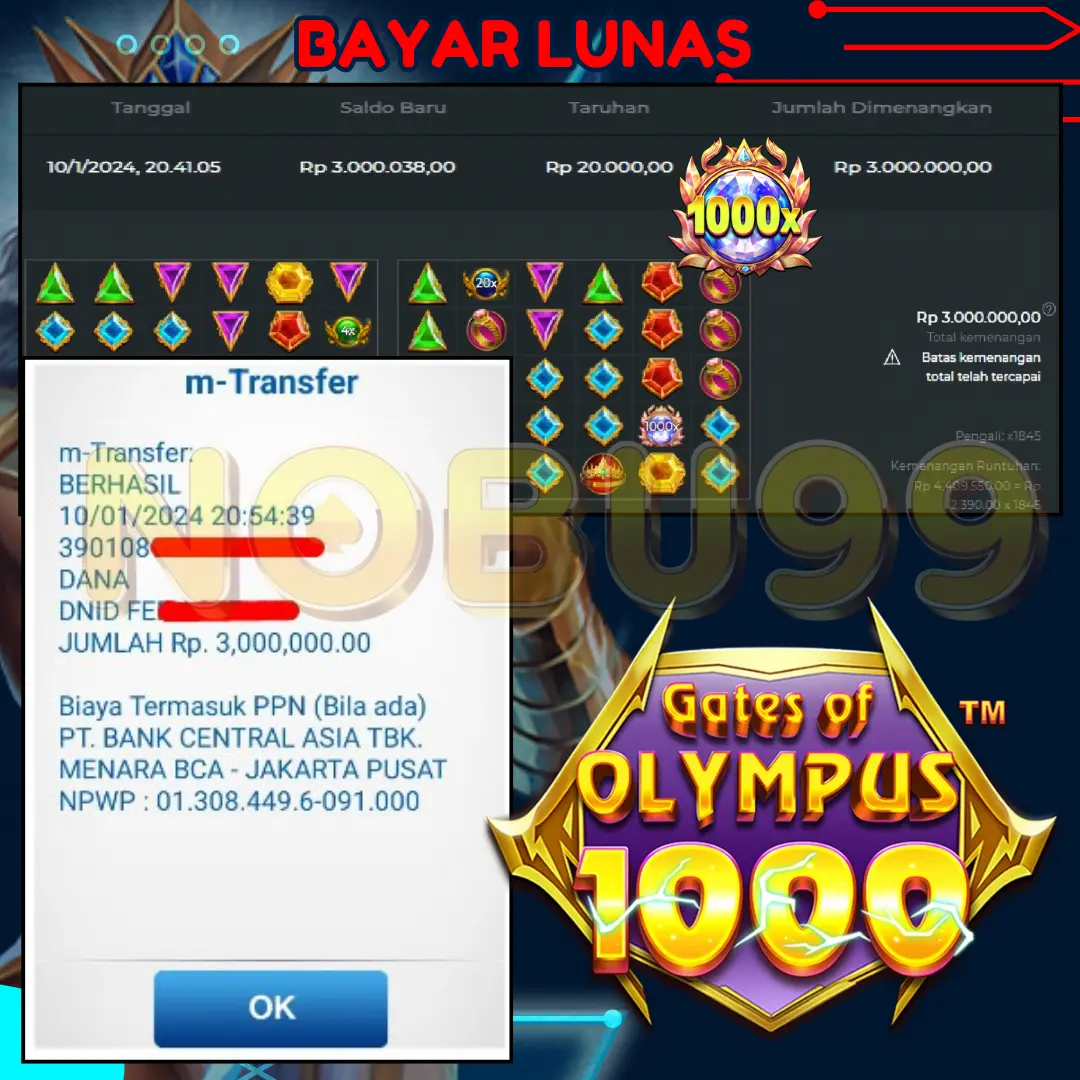 BAYAR LUNAS
Tanggal Saldo Baru Taruhan Jumlah Dimenangkan
10/1/2024, 20.41.05 Rp 3.000.038,00 Rp 20.000,00 Rp 3.000.000,00
1000x
20x
4x
Rp 3.000.000,00
Total kemenangan
Batas kemenangan
total telah tercapai
1000x
Pengali: x1845
Kemenangan Runtuhan:
Rp 4.409.550,00 = Rp
2.390,00 x 1845
m-Transfer
m-Transfer:
BERHASIL
10/01/2024 20:54:39
390108
DANA
DNID
JUMLAH Rp. 3,000,000.00
Biaya Termasuk PPN (Bila ada)
PT. BANK CENTRAL ASIA TBK.
MENARA BCA - JAKARTA PUSAT
NPWP : 01.308.449.6-091.000
OK
NOBU99
Gates of
OLYMPUS
1000
TM